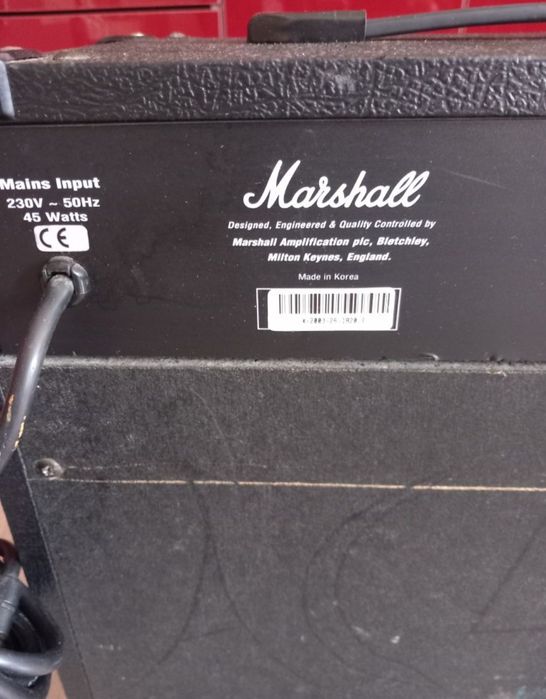 Mains Input
230V ~ 50Hz
45 Watts
CE
Marshall
Designed, Engineered & Quality Controlled by
Marshall Amplification plc, Bletchley,
Milton Keynes, England.
Made in Korea